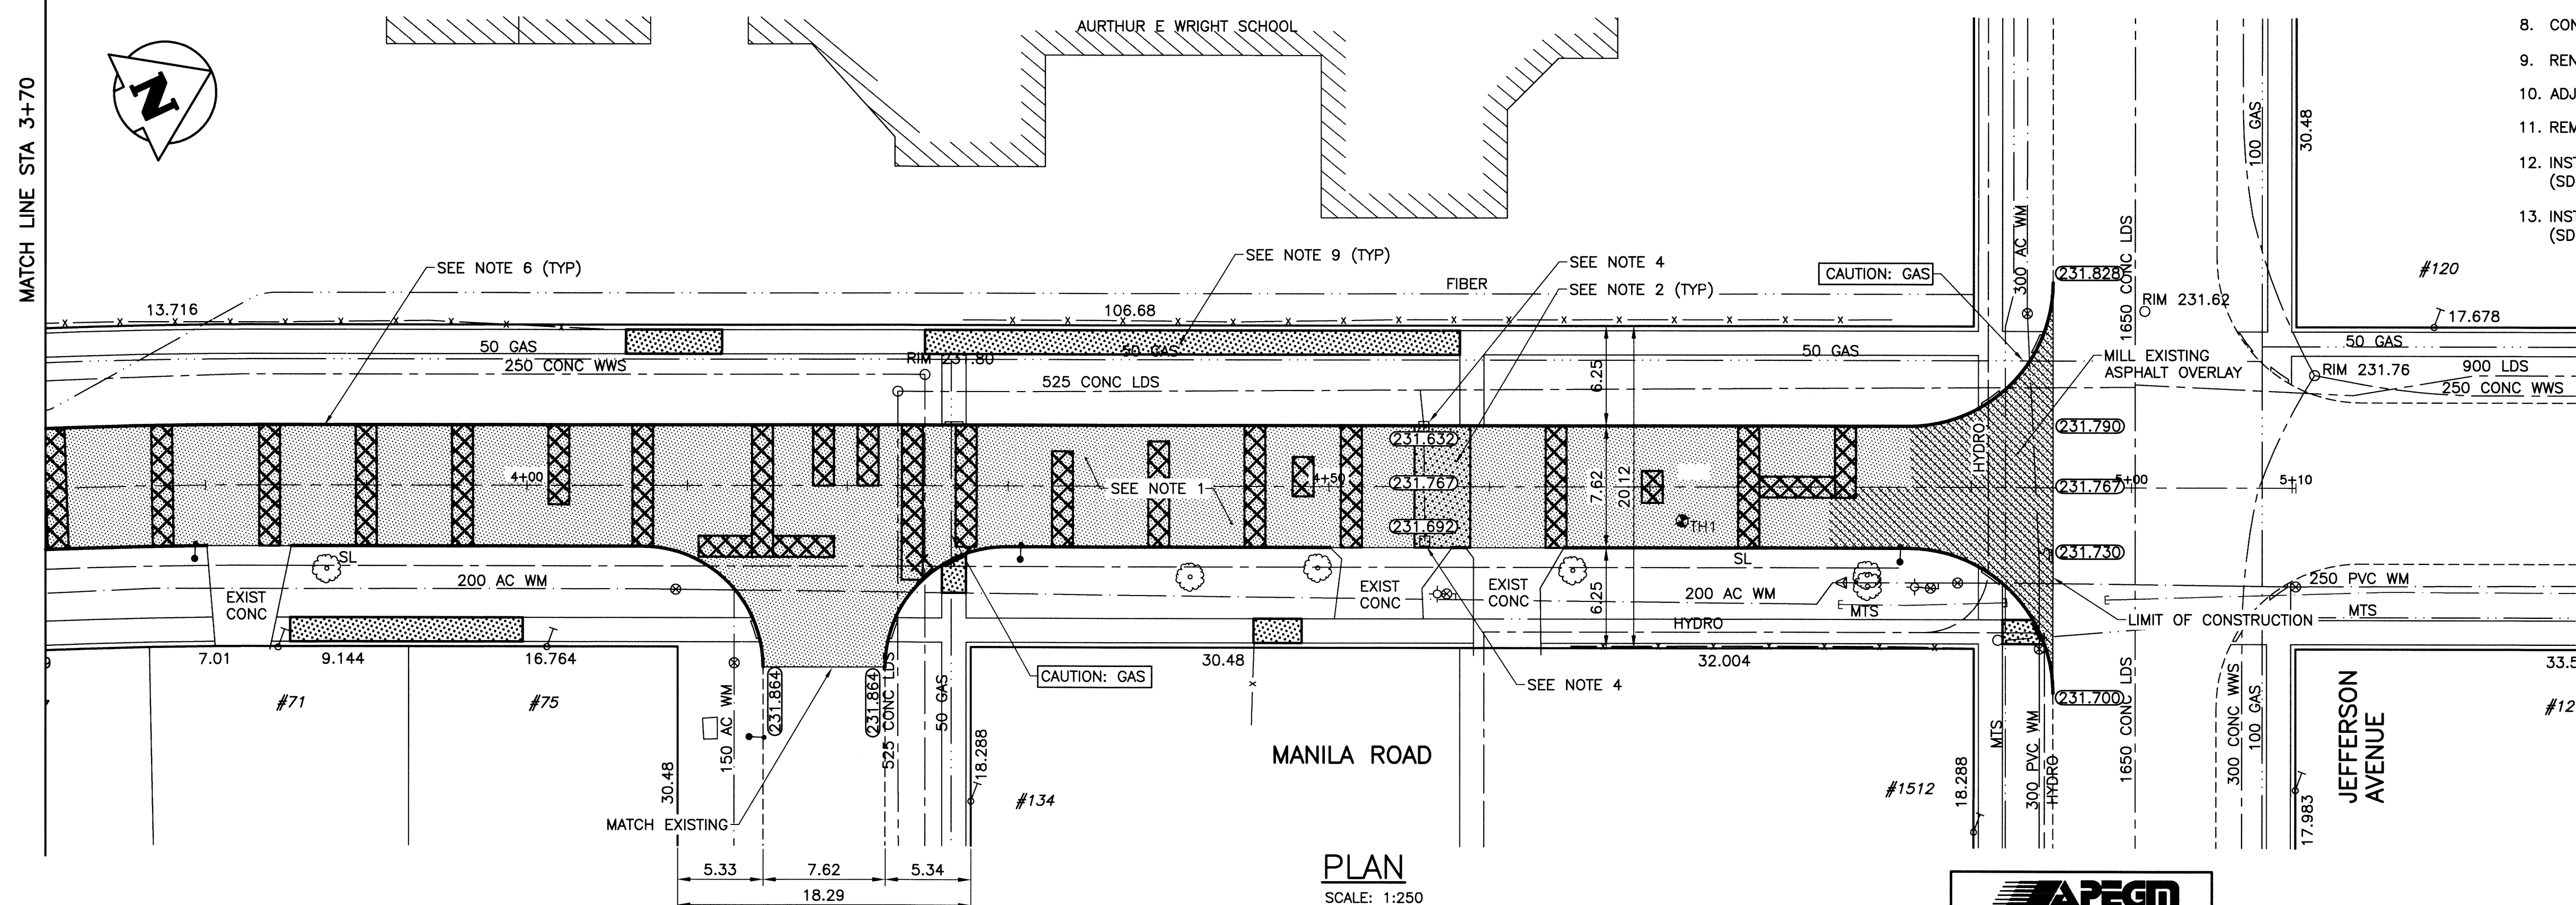 MATCH LINE STA 3+70
N
AURTHUR E WRIGHT SCHOOL
8. CON
9. REN
10. ADJ
11. REM
12. INST
(SD
13. INST
(SD
SEE NOTE 6 (TYP)
SEE NOTE 9 (TYP)
SEE NOTE 4
SEE NOTE 2 (TYP)
CAUTION: GAS
FIBER
13.716
106.68
50 GAS
250 CONC WWS
RIM 231.80
50 GAS
525 CONC LDS
50 GAS
6.25
300 AC WM
231.828
1650 CONC LDS
RIM 231.62
100 GAS
30.48
#120
17.678
50 GAS
MILL EXISTING
ASPHALT OVERLAY
RIM 231.76
900 LDS
250 CONC WWS
231.632
231.790
HYDRO
4+00
SEE NOTE 1
4+50
231.767
7.62
20.12
231.767
5+00
5+10
231.692
TH1
231.730
SL
200 AC WM
EXIST
CONC
EXIST
CONC
EXIST
CONC
6.25
SL
200 AC WM
MTS
HYDRO
250 PVC WM
MTS
LIMIT OF CONSTRUCTION
9
7.01
9.144
16.764
30.48
32.004
33.5
CAUTION: GAS
SEE NOTE 4
#71
#75
231.864
231.864
150 AC WM
525 CONC LDS
50 GAS
30.48
18.288
#134
MANILA ROAD
#1512
18.288
MTS
300 PVC WM
HYDRO
231.700
1650 CONC LDS
300 CONC WWS
100 GAS
17.983
JEFFERSON
AVENUE
#12
MATCH EXISTING
5.33
7.62
5.34
18.29
PLAN
SCALE: 1:250
APEGM